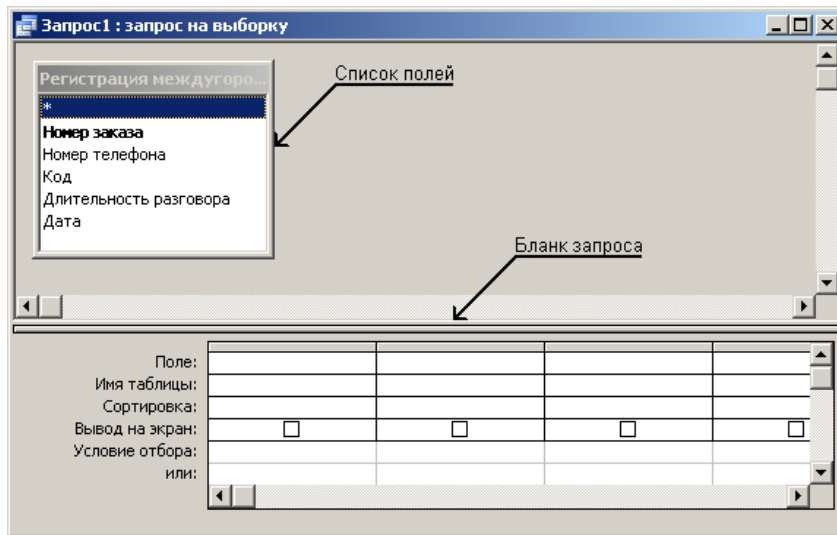 Запрос1 : запрос на выборку
Регистрация междугоро...
Список полей
*
Номер заказа
Номер телефона
Код
Длительность разговора
Дата
Бланк запроса
Поле:
Имя таблицы:
Сортировка:
Вывод на экран:
Условие отбора:
или: